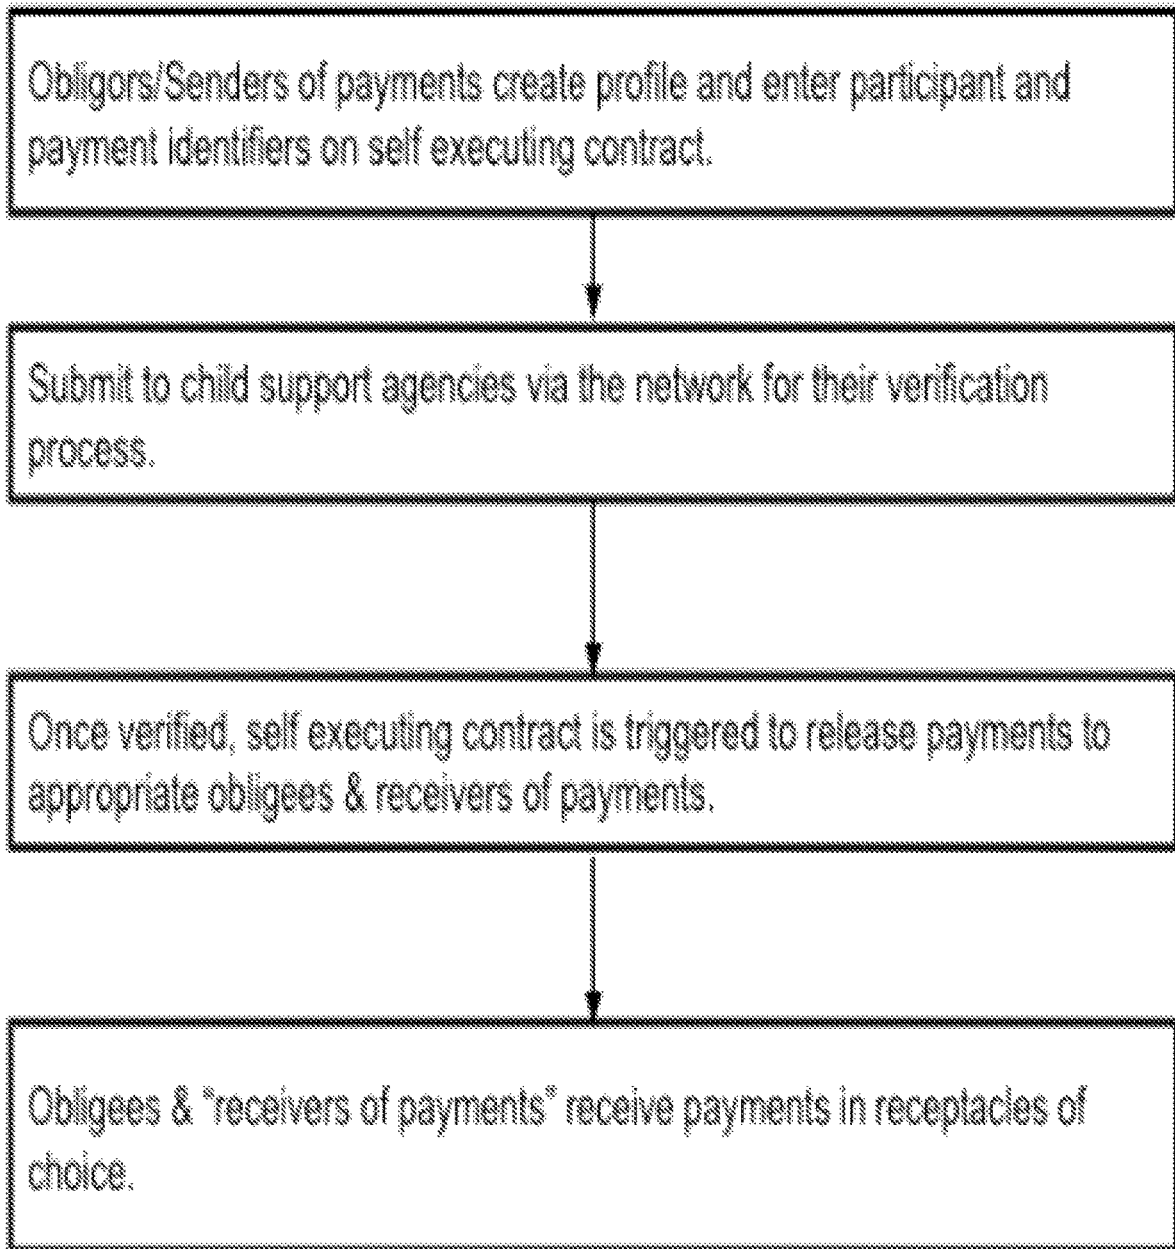 Obligors/Senders of payments create profile and enter participant and
payment identifiers on self executing contract.
Submit to child support agencies via the network for their verification
process.
Once verified, self executing contract is triggered to release payments to
appropriate obligees & receivers of payments.
Obligees & "receivers of payments" receive payments in receptacles of
choice.